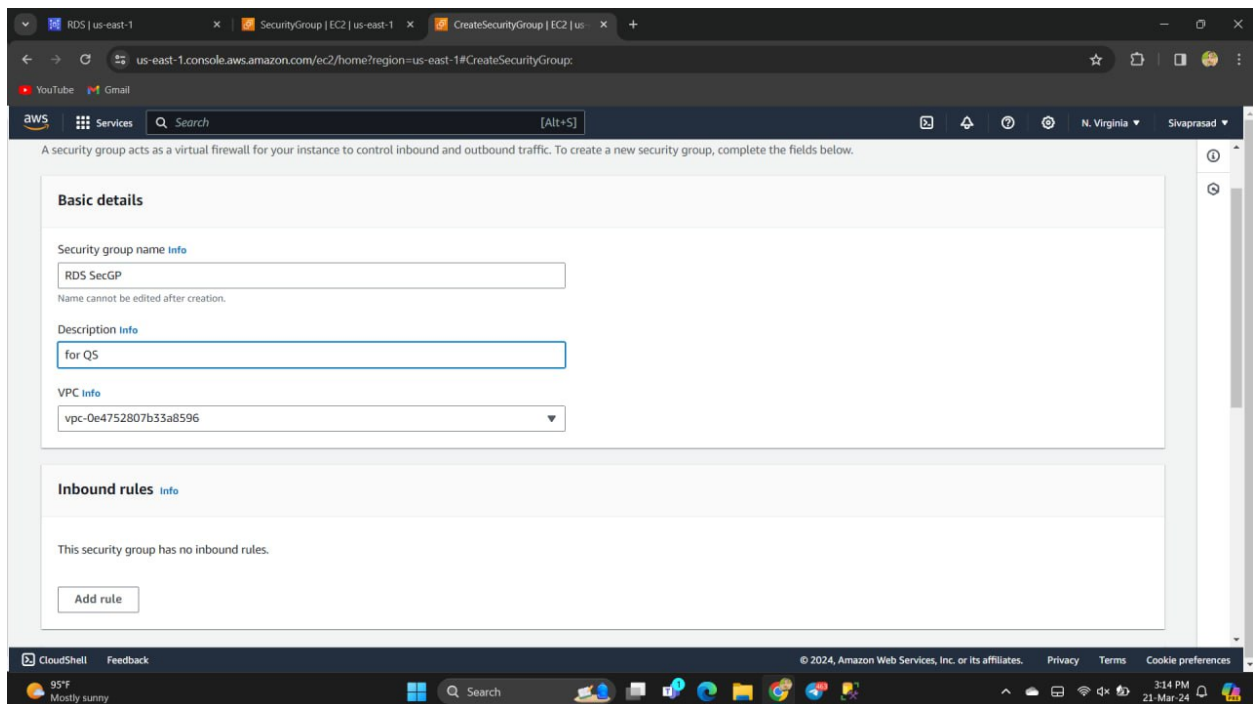 RDS | us-east-1
SecurityGroup | EC2 | us-east-1
CreateSecurityGroup | EC2 | us-
us-east-1.console.aws.amazon.com/ec2/home?region=us-east-1#CreateSecurityGroup:
YouTube Gmail
aws Services Search [Alt+S] N. Virginia Sivaprasad
A security group acts as a virtual firewall for your instance to control inbound and outbound traffic. To create a new security group, complete the fields below.
Basic details
Security group name Info
RDS SecGP
Name cannot be edited after creation.
Description Info
for QS
VPC Info
vpc-0e4752807b33a8596
Inbound rules Info
This security group has no inbound rules.
Add rule
CloudShell Feedback © 2024, Amazon Web Services, Inc. or its affiliates. Privacy Terms Cookie preferences
95°F
Mostly sunny
Search
3:14 PM
21-Mar-24